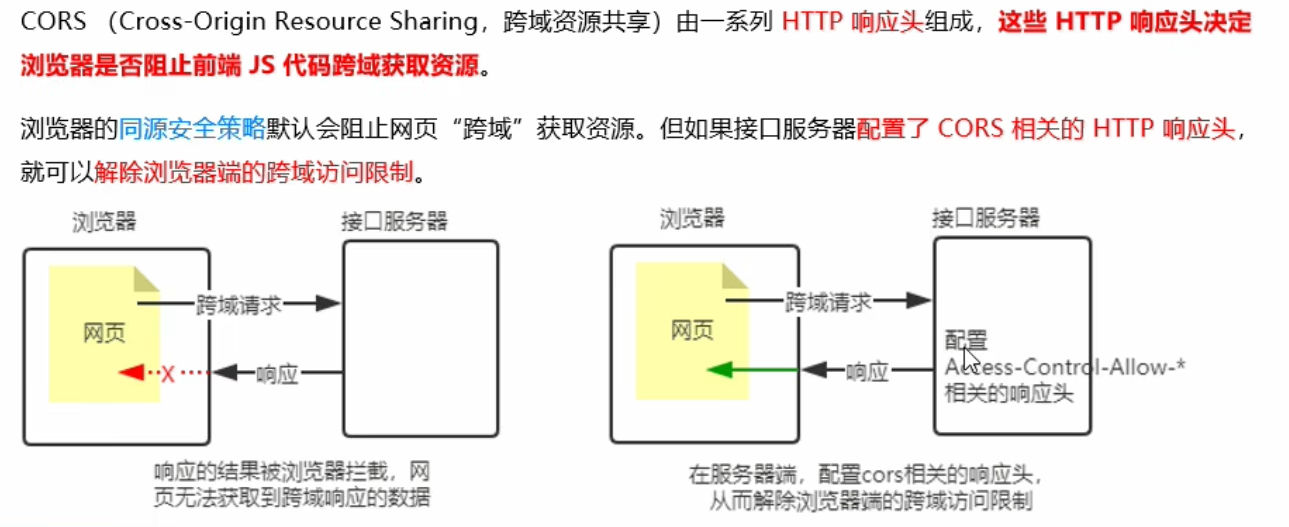 CORS （Cross-Origin Resource Sharing，跨域资源共享）由一系列 HTTP 响应头组成，这些 HTTP 响应头决定
浏览器是否阻止前端 JS 代码跨域获取资源。
浏览器的同源安全策略默认会阻止网页“跨域”获取资源。但如果接口服务器配置了 CORS 相关的 HTTP 响应头，
就可以解除浏览器端的跨域访问限制。
浏览器
接口服务器
跨域请求
网页
X
响应
响应的结果被浏览器拦截，网
页无法获取到跨域响应的数据
浏览器
接口服务器
跨域请求
网页
响应
配置
Access-Control-Allow-*
相关的响应头
在服务器端，配置cors相关的响应头，
从而解除浏览器端的跨域访问限制